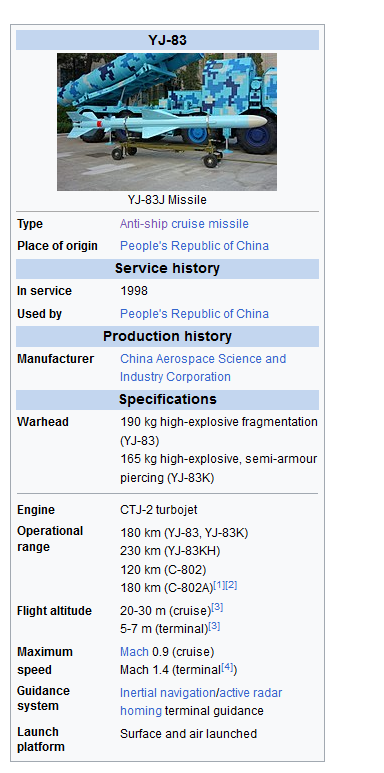 YJ-83
YJ-83J Missile
Type Anti-ship cruise missile
Place of origin People's Republic of China
Service history
In service 1998
Used by People's Republic of China
Production history
Manufacturer China Aerospace Science and
Industry Corporation
Specifications
Warhead 190 kg high-explosive fragmentation
(YJ-83)
165 kg high-explosive, semi-armour
piercing (YJ-83K)
Engine CTJ-2 turbojet
Operational range 180 km (YJ-83, YJ-83K)
230 km (YJ-83KH)
120 km (C-802)
180 km (C-802A)[1][2]
Flight altitude 20-30 m (cruise)[3]
5-7 m (terminal)[3]
Maximum speed Mach 0.9 (cruise)
Mach 1.4 (terminal[4])
Guidance system Inertial navigation/active radar
homing terminal guidance
Launch platform Surface and air launched